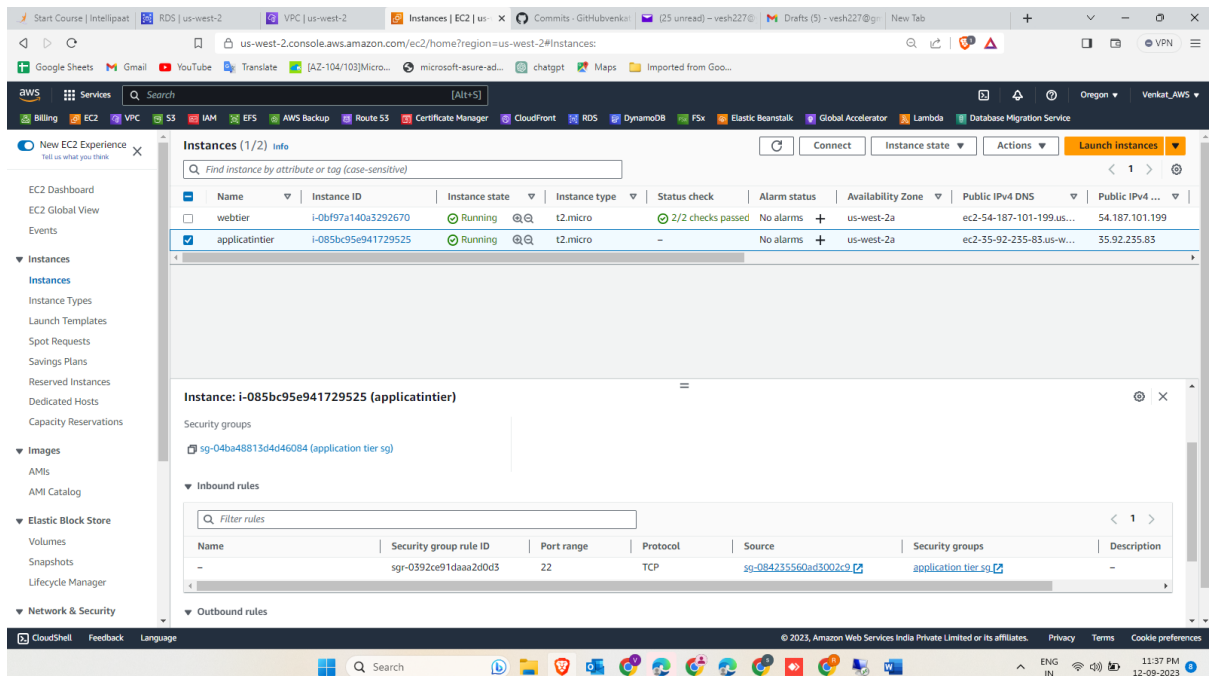 Start Course | Intellipaat
RDS | us-west-2
VPC | us-west-2
Instances | EC2 | us-
Commits · GitHubvenkat
(25 unread) – vesh227@
Drafts (5) - vesh227@gm
New Tab
us-west-2.console.aws.amazon.com/ec2/home?region=us-west-2#Instances:
VPN
Google Sheets
Gmail
YouTube
Translate
[AZ-104/103]Micro...
microsoft-asure-ad...
chatgpt
Maps
Imported from Goo...
aws
Services
Search
[Alt+S]
Oregon
Venkat_AWS
Billing
EC2
VPC
S3
IAM
EFS
AWS Backup
Route 53
Certificate Manager
CloudFront
RDS
DynamoDB
FSx
Elastic Beanstalk
Global Accelerator
Lambda
Database Migration Service
New EC2 Experience
Tell us what you think
EC2 Dashboard
EC2 Global View
Events
Instances
Instances
Instance Types
Launch Templates
Spot Requests
Savings Plans
Reserved Instances
Dedicated Hosts
Capacity Reservations
Images
AMIs
AMI Catalog
Elastic Block Store
Volumes
Snapshots
Lifecycle Manager
Network & Security
Instances (1/2) Info
Connect
Instance state
Actions
Launch instances
Find instance by attribute or tag (case-sensitive)
1
Name Instance ID Instance state Instance type Status check Alarm status Availability Zone Public IPv4 DNS Public IPv4 ...
webtier i-0bf97a140a3292670 Running t2.micro 2/2 checks passed No alarms + us-west-2a ec2-54-187-101-199.us... 54.187.101.199
applicatintier i-085bc95e941729525 Running t2.micro – No alarms + us-west-2a ec2-35-92-235-83.us-w... 35.92.235.83
Instance: i-085bc95e941729525 (applicatintier)
Security groups
sg-04ba48813d4d46084 (application tier sg)
Inbound rules
Filter rules
1
Name Security group rule ID Port range Protocol Source Security groups Description
– sgr-0392ce91daaa2d0d3 22 TCP sg-084235560ad3002c9 application tier sg –
Outbound rules
CloudShell
Feedback
Language
© 2023, Amazon Web Services India Private Limited or its affiliates.
Privacy
Terms
Cookie preferences
Search
ENG
IN
11:37 PM
12-09-2023
8